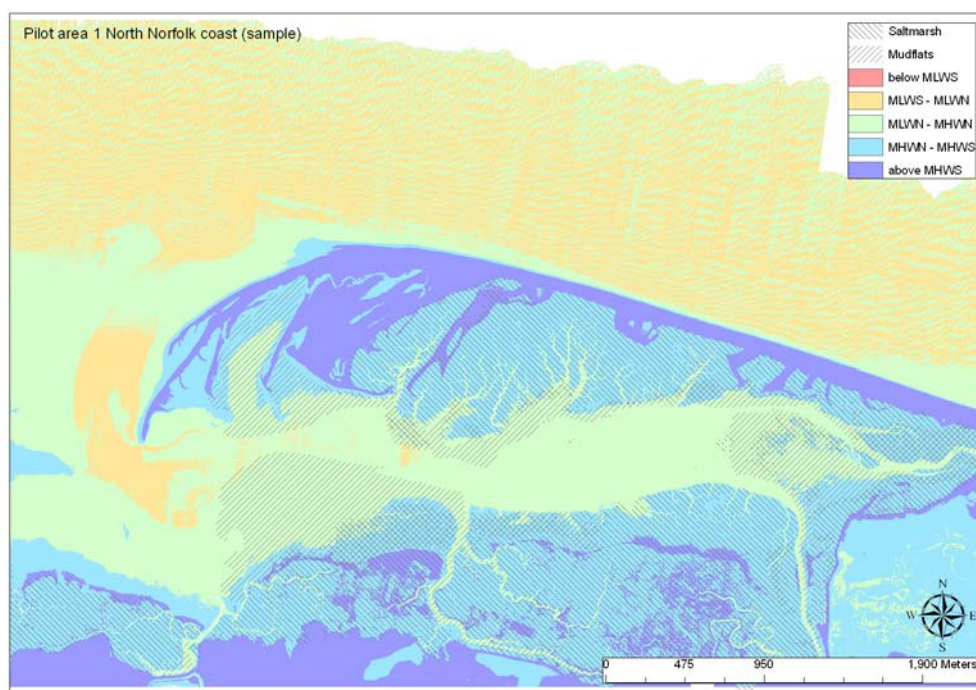 Pilot area 1 North Norfolk coast (sample)
Saltmarsh
Mudflats
below MLWS
MLWS - MLWN
MLWN - MHWN
MHWN - MHWS
above MHWS
N
W E
S
0 475 950 1,900 Meters